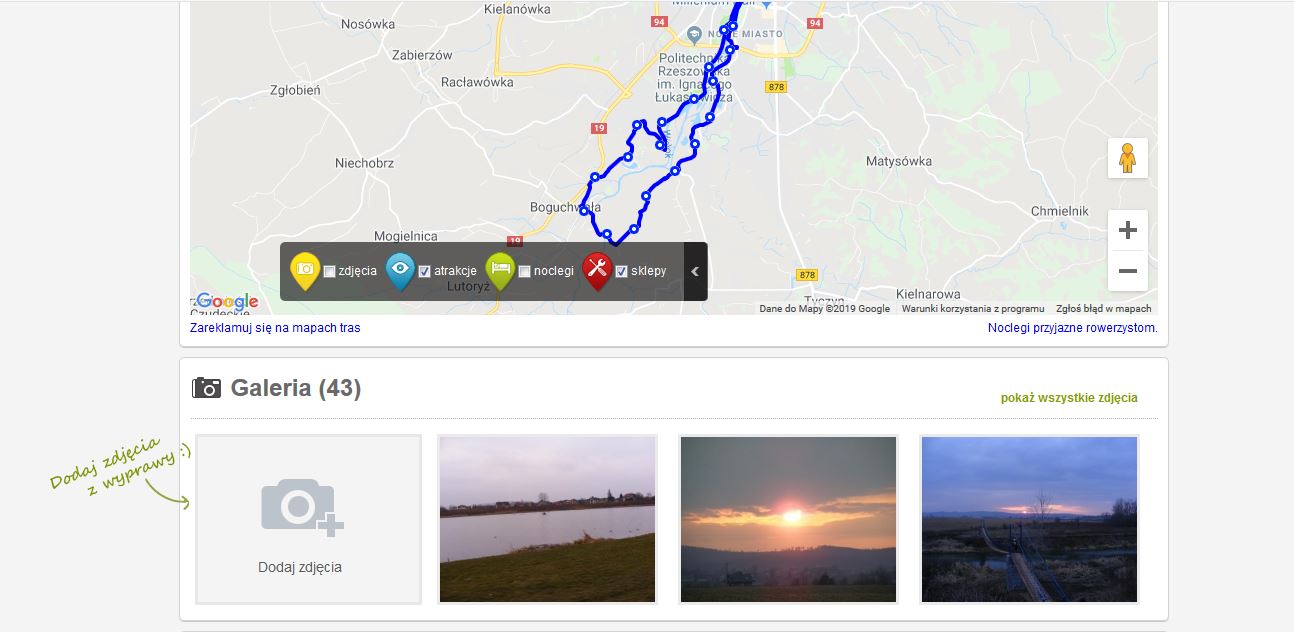 Kielanówka
94
94
Nosówka
NOWE MIASTO
Zabierzów
Politechnika
Rzeszowska
im. Ignacego
Łukasiewicza
Racławówka
Zgłobień
878
19
Niechobrz
Matysówka
Boguchwała
Chmielnik
Mogielnica
19
zdjęcia
atrakcje
noclegi
sklepy
878
Lutoryż
Kielnarowa
Tyczyn
Google
Dane do Mapy ©2019 Google
Warunki korzystania z programu
Zgłoś błąd w mapach
Czudeckie
Zareklamuj się na mapach tras
Noclegi przyjazne rowerzystom.
Galeria (43)
pokaż wszystkie zdjęcia
Dodaj zdjęcia
z wyprawy :)
Dodaj zdjęcia